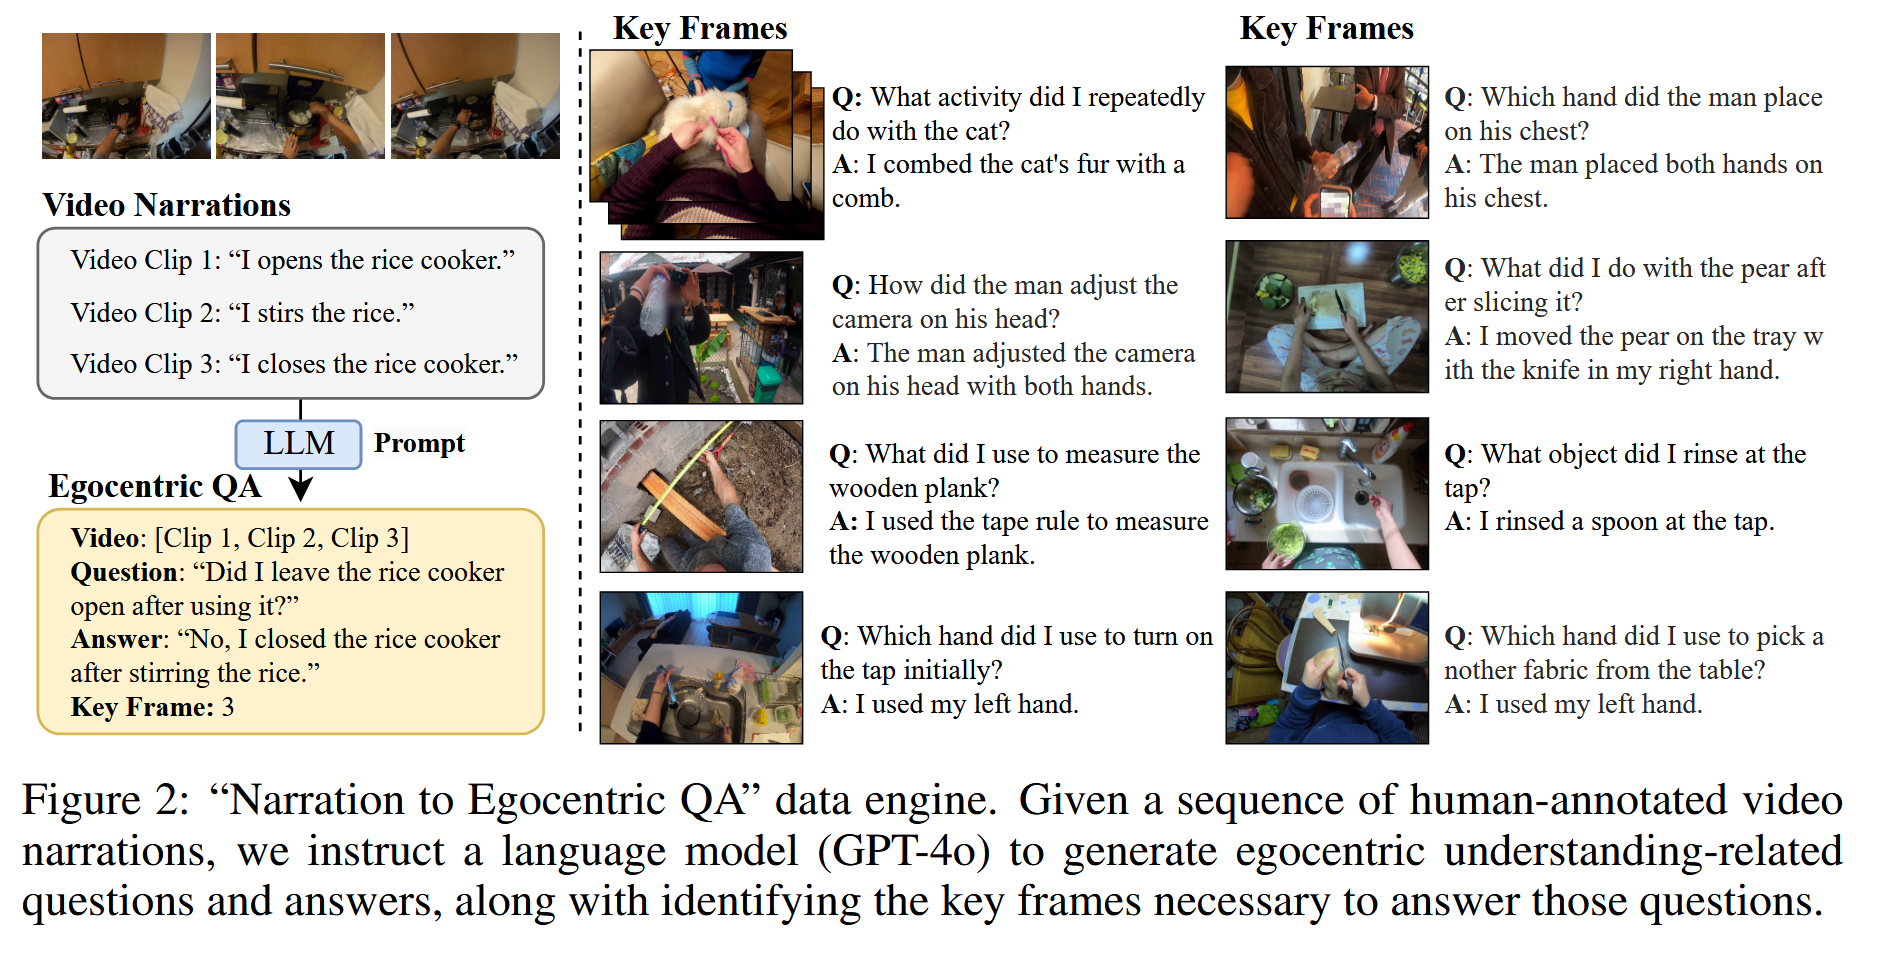 Video Narrations
Video Clip 1: “I opens the rice cooker.”
Video Clip 2: “I stirs the rice.”
Video Clip 3: “I closes the rice cooker.”
LLM
Prompt
Egocentric QA
Video: [Clip 1, Clip 2, Clip 3]
Question: “Did I leave the rice cooker
open after using it?”
Answer: “No, I closed the rice cooker
after stirring the rice.”
Key Frame: 3
Key Frames
Q: What activity did I repeatedly
do with the cat?
A: I combed the cat's fur with a
comb.
Q: How did the man adjust the
camera on his head?
A: The man adjusted the camera
on his head with both hands.
Q: What did I use to measure the
wooden plank?
A: I used the tape rule to measure
the wooden plank.
Q: Which hand did I use to turn on
the tap initially?
A: I used my left hand.
Key Frames
Q: Which hand did the man place
on his chest?
A: The man placed both hands on
his chest.
Q: What did I do with the pear aft
er slicing it?
A: I moved the pear on the tray w
ith the knife in my right hand.
Q: What object did I rinse at the
tap?
A: I rinsed a spoon at the tap.
Q: Which hand did I use to pick a
nother fabric from the table?
A: I used my left hand.
Figure 2: “Narration to Egocentric QA” data engine. Given a sequence of human-annotated video
narrations, we instruct a language model (GPT-4o) to generate egocentric understanding-related
questions and answers, along with identifying the key frames necessary to answer those questions.